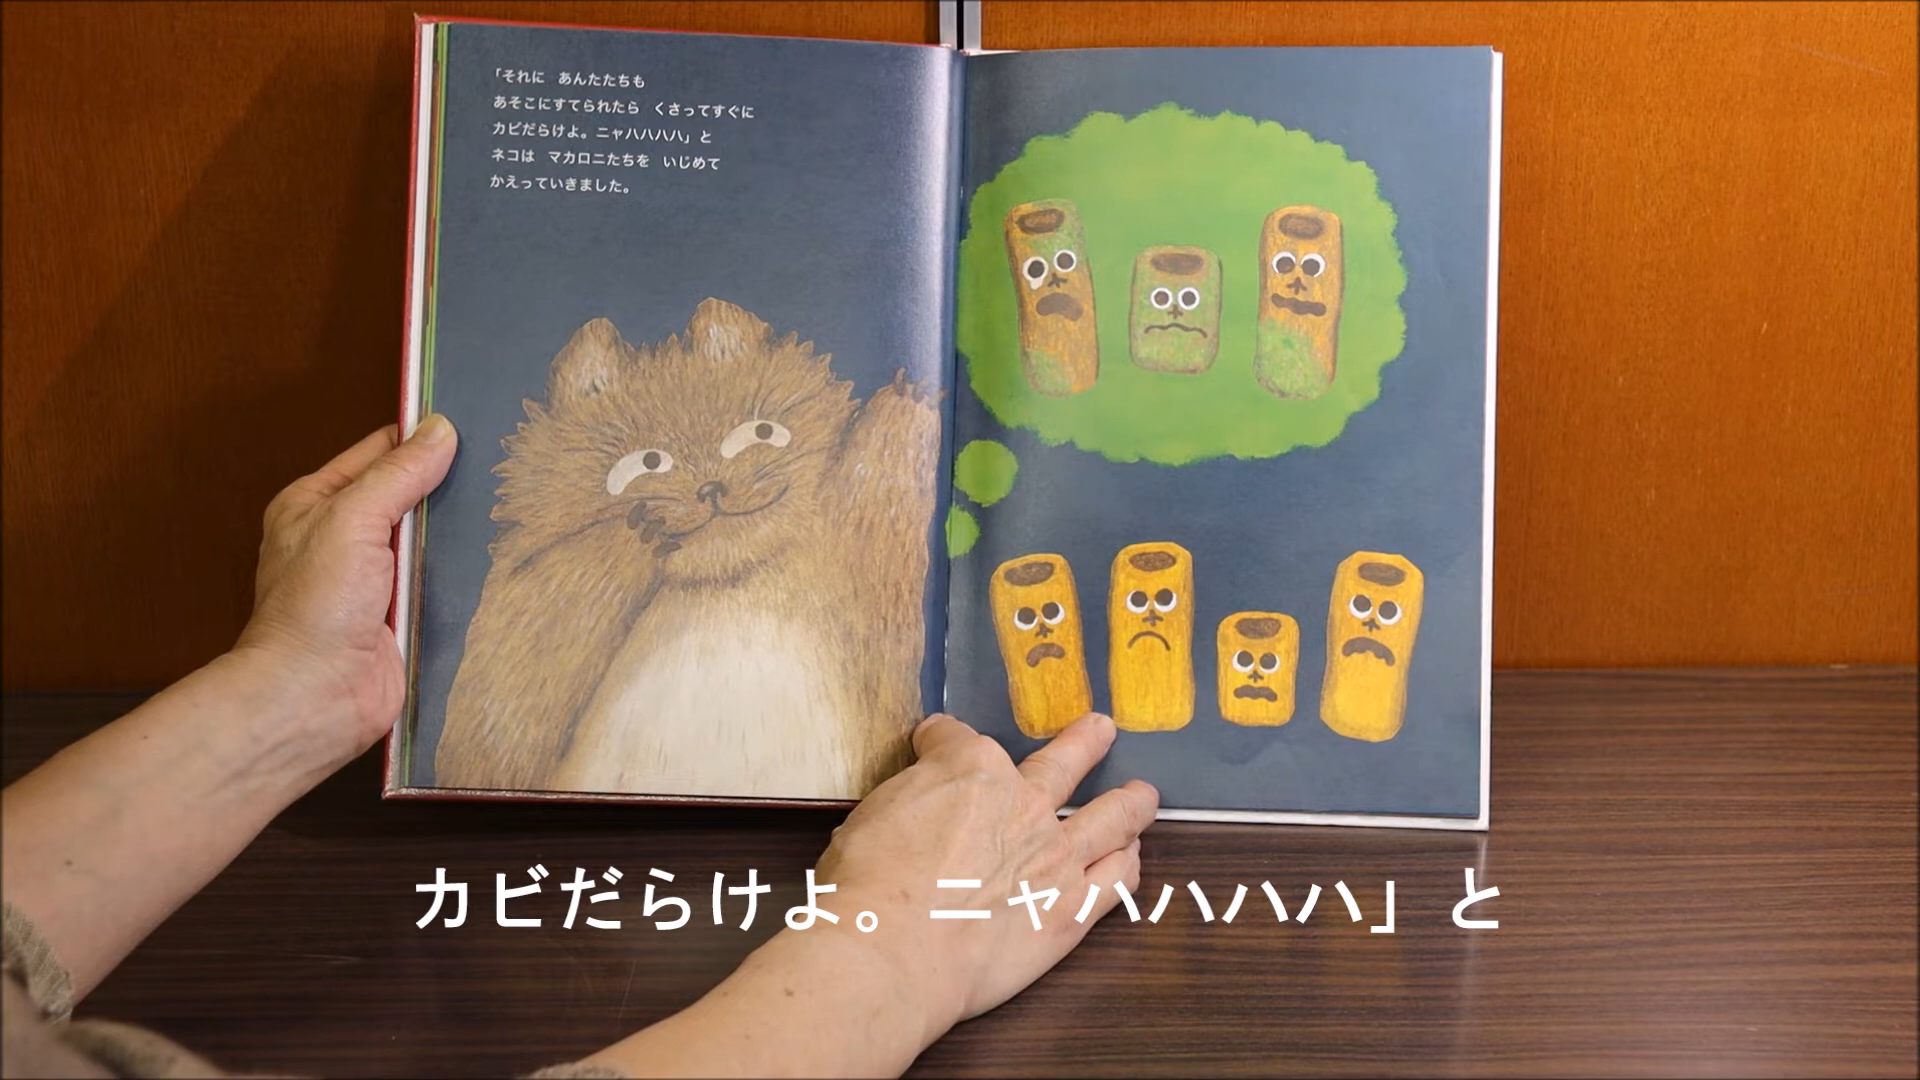 「それに　あんたたちも
あそこにすてられたら　くさってすぐに
カビだらけよ。ニャハハハハ」と
ネコは　マカロニたちを　いじめて
かえっていきました。
カビだらけよ。ニャハハハハ」と